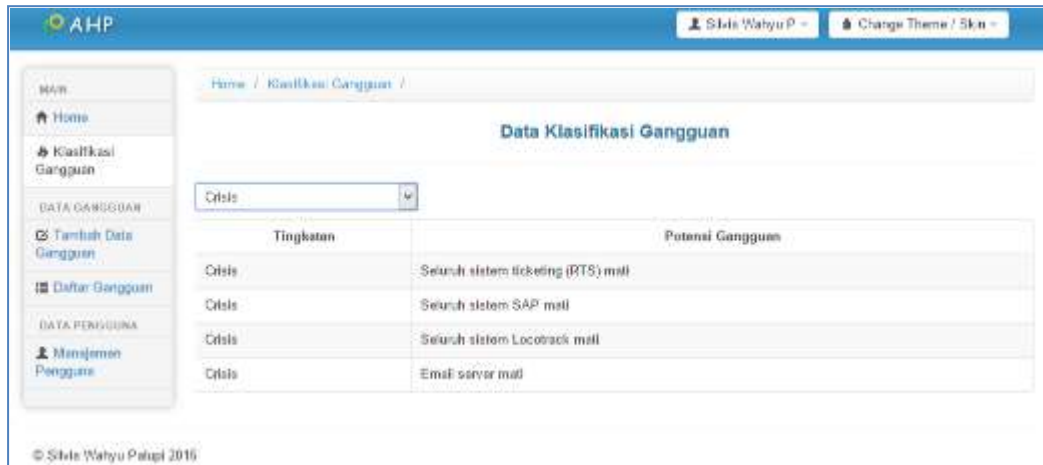 AHP
Silvia Wahyu P
Change Theme / Skin
MAIN
Home
Klasifikasi
Gangguan
DATA GANGGUAN
Tambah Data
Gangguan
Daftar Gangguan
DATA PENGGUNA
Manajemen
Pengguna
Home / Klasifikasi Gangguan /
Data Klasifikasi Gangguan
Crisis
Tingkatan Potensi Gangguan
Crisis Seluruh sistem ticketing (RTS) mati
Crisis Seluruh sistem SAP mati
Crisis Seluruh sistem Locotrack mati
Crisis Email server mati
© Silvia Wahyu Palupi 2016